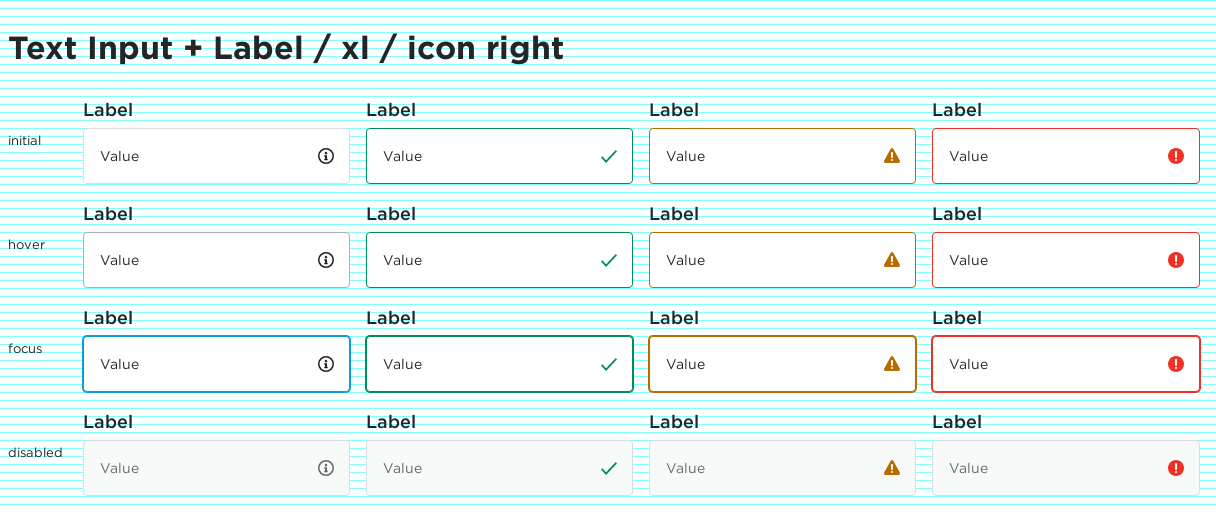 Text Input + Label / xl / icon right
Label Label Label Label
initial Value Value Value Value
Label Label Label Label
hover Value Value Value Value
Label Label Label Label
focus Value Value Value Value
Label Label Label Label
disabled Value Value Value Value